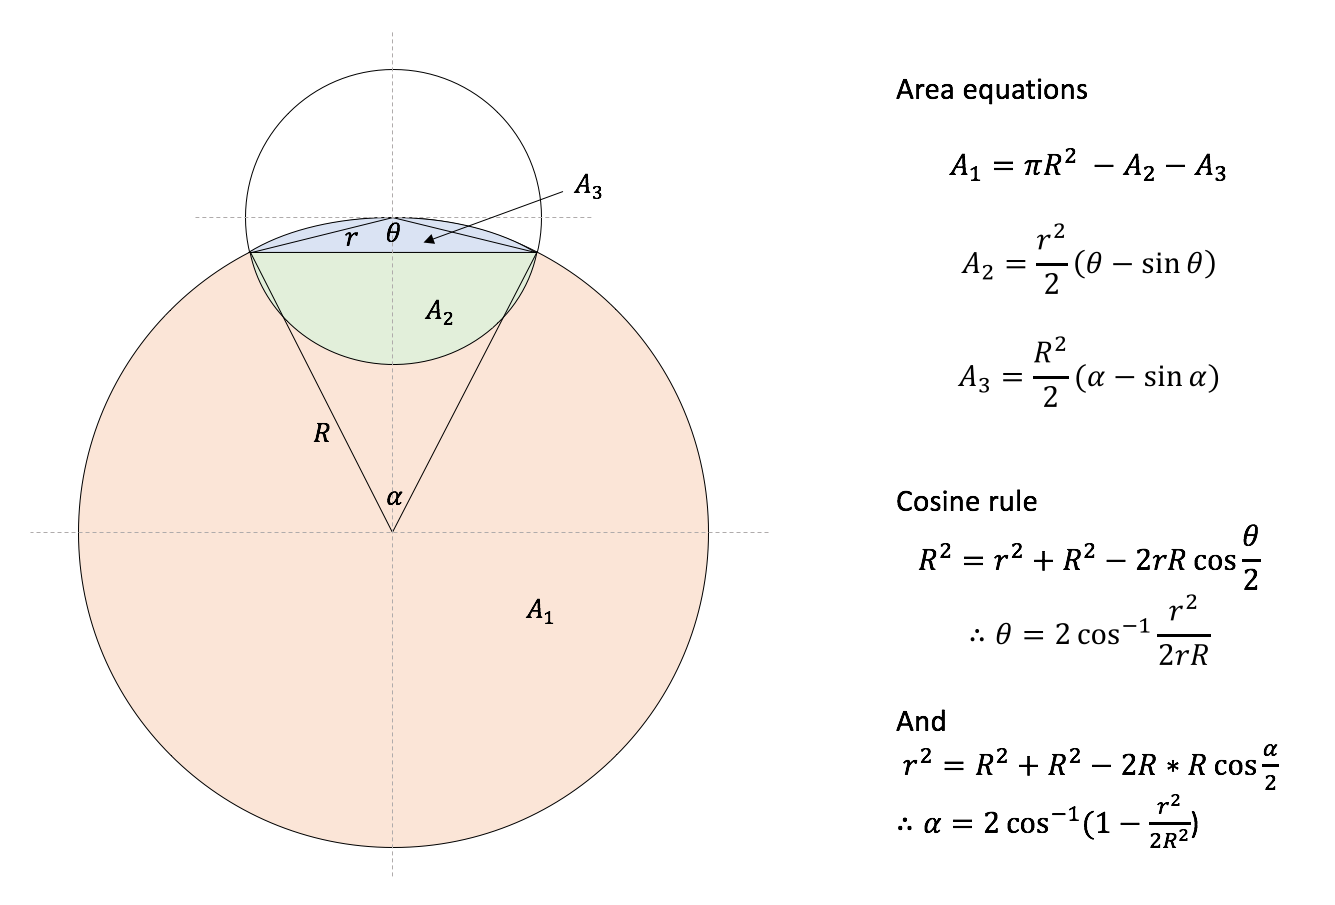 A₃
r θ
A₂
R
α
A₁
Area equations
A₁ = πR² − A₂ − A₃
A₂ = r²/2 (θ − sin θ)
A₃ = R²/2 (α − sin α)
Cosine rule
R² = r² + R² − 2rR cos θ/2
∴ θ = 2 cos⁻¹ r²/2rR
And
r² = R² + R² − 2R ∗ R cos α/2
∴ α = 2 cos⁻¹(1 − r²/2R²)